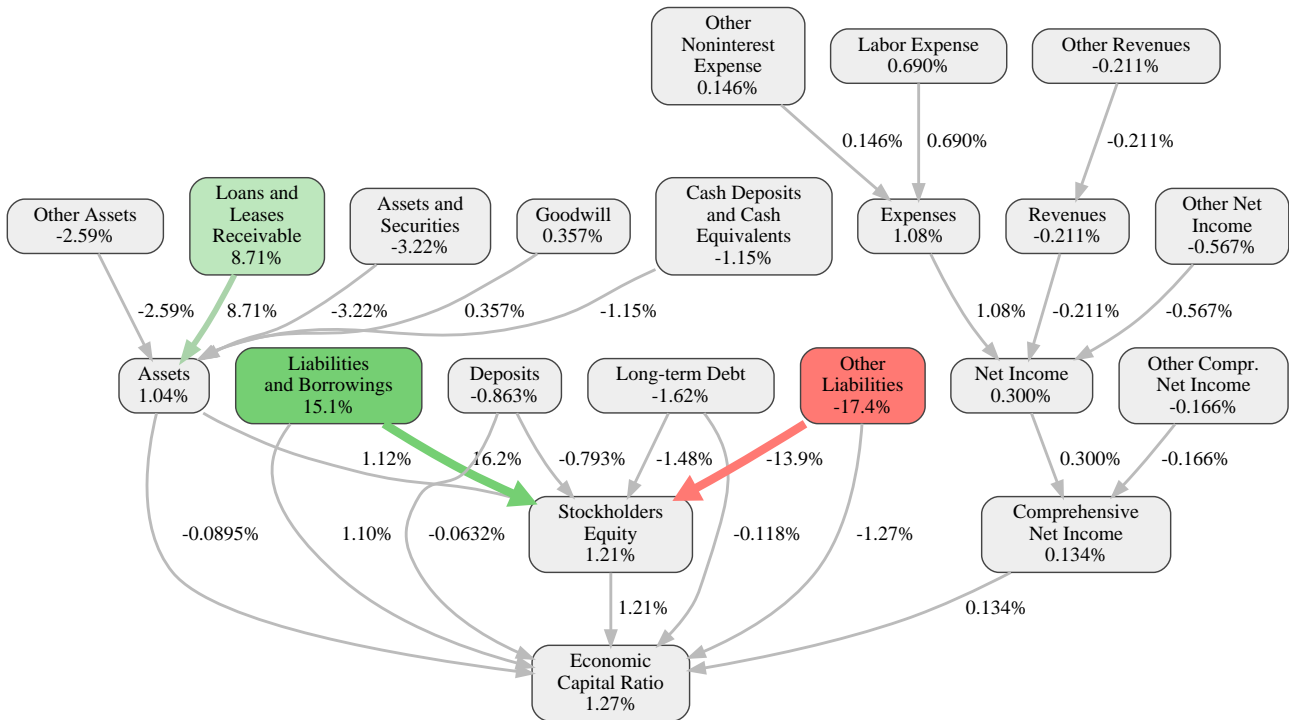 Other
Noninterest
Expense
0.146%
Labor Expense
0.690%
Other Revenues
-0.211%
0.146%
0.690%
-0.211%
Other Assets
-2.59%
Loans and
Leases
Receivable
8.71%
Assets and
Securities
-3.22%
Goodwill
0.357%
Cash Deposits
and Cash
Equivalents
-1.15%
Expenses
1.08%
Revenues
-0.211%
Other Net
Income
-0.567%
-2.59%
8.71%
-3.22%
0.357%
-1.15%
1.08%
-0.211%
-0.567%
Assets
1.04%
Liabilities
and Borrowings
15.1%
Deposits
-0.863%
Long-term Debt
-1.62%
Other
Liabilities
-17.4%
Net Income
0.300%
Other Compr.
Net Income
-0.166%
1.12%
16.2%
-0.793%
-1.48%
-13.9%
0.300%
-0.166%
-0.0895%
1.10%
-0.0632%
Stockholders
Equity
1.21%
-0.118%
-1.27%
Comprehensive
Net Income
0.134%
1.21%
0.134%
Economic
Capital Ratio
1.27%